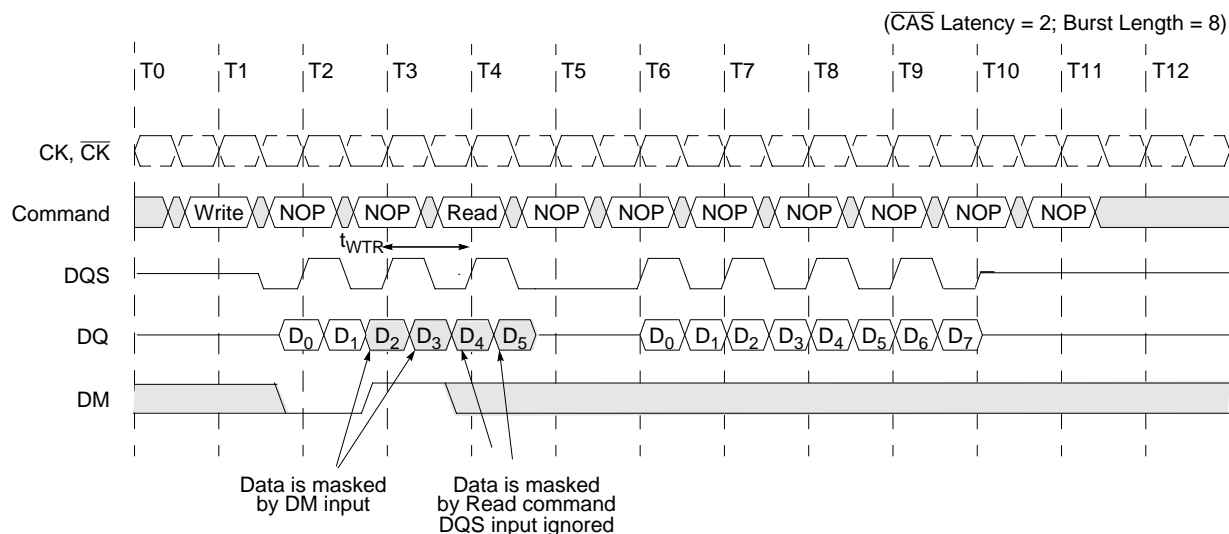 (C̅A̅S̅ Latency = 2; Burst Length = 8)
T0 T1 T2 T3 T4 T5 T6 T7 T8 T9 T10 T11 T12
CK, C̅K̅
Command Write NOP NOP Read NOP NOP NOP NOP NOP NOP NOP
tWTR
DQS
DQ D0 D1 D2 D3 D4 D5 D0 D1 D2 D3 D4 D5 D6 D7
DM
Data is masked Data is masked
by DM input by Read command
DQS input ignored